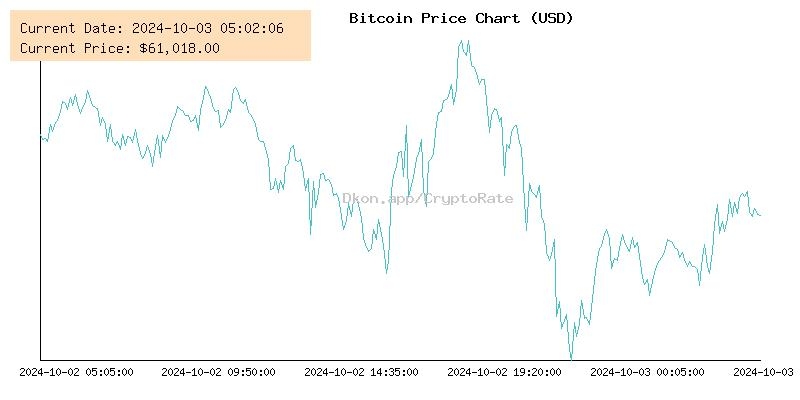 Bitcoin Price Chart (USD)
Current Date: 2024-10-03 05:02:06
Current Price: $61,018.00
Dkon.app/CryptoRate
2024-10-02 05:05:00
2024-10-02 09:50:00
2024-10-02 14:35:00
2024-10-02 19:20:00
2024-10-03 00:05:00
2024-10-03